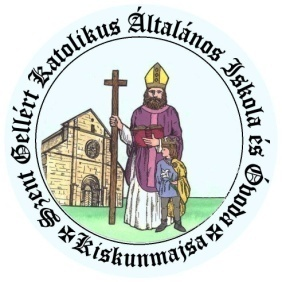 Szent Gellért Katolikus Általános Iskola és Óvoda
✠ Kiskunmajsa ✠